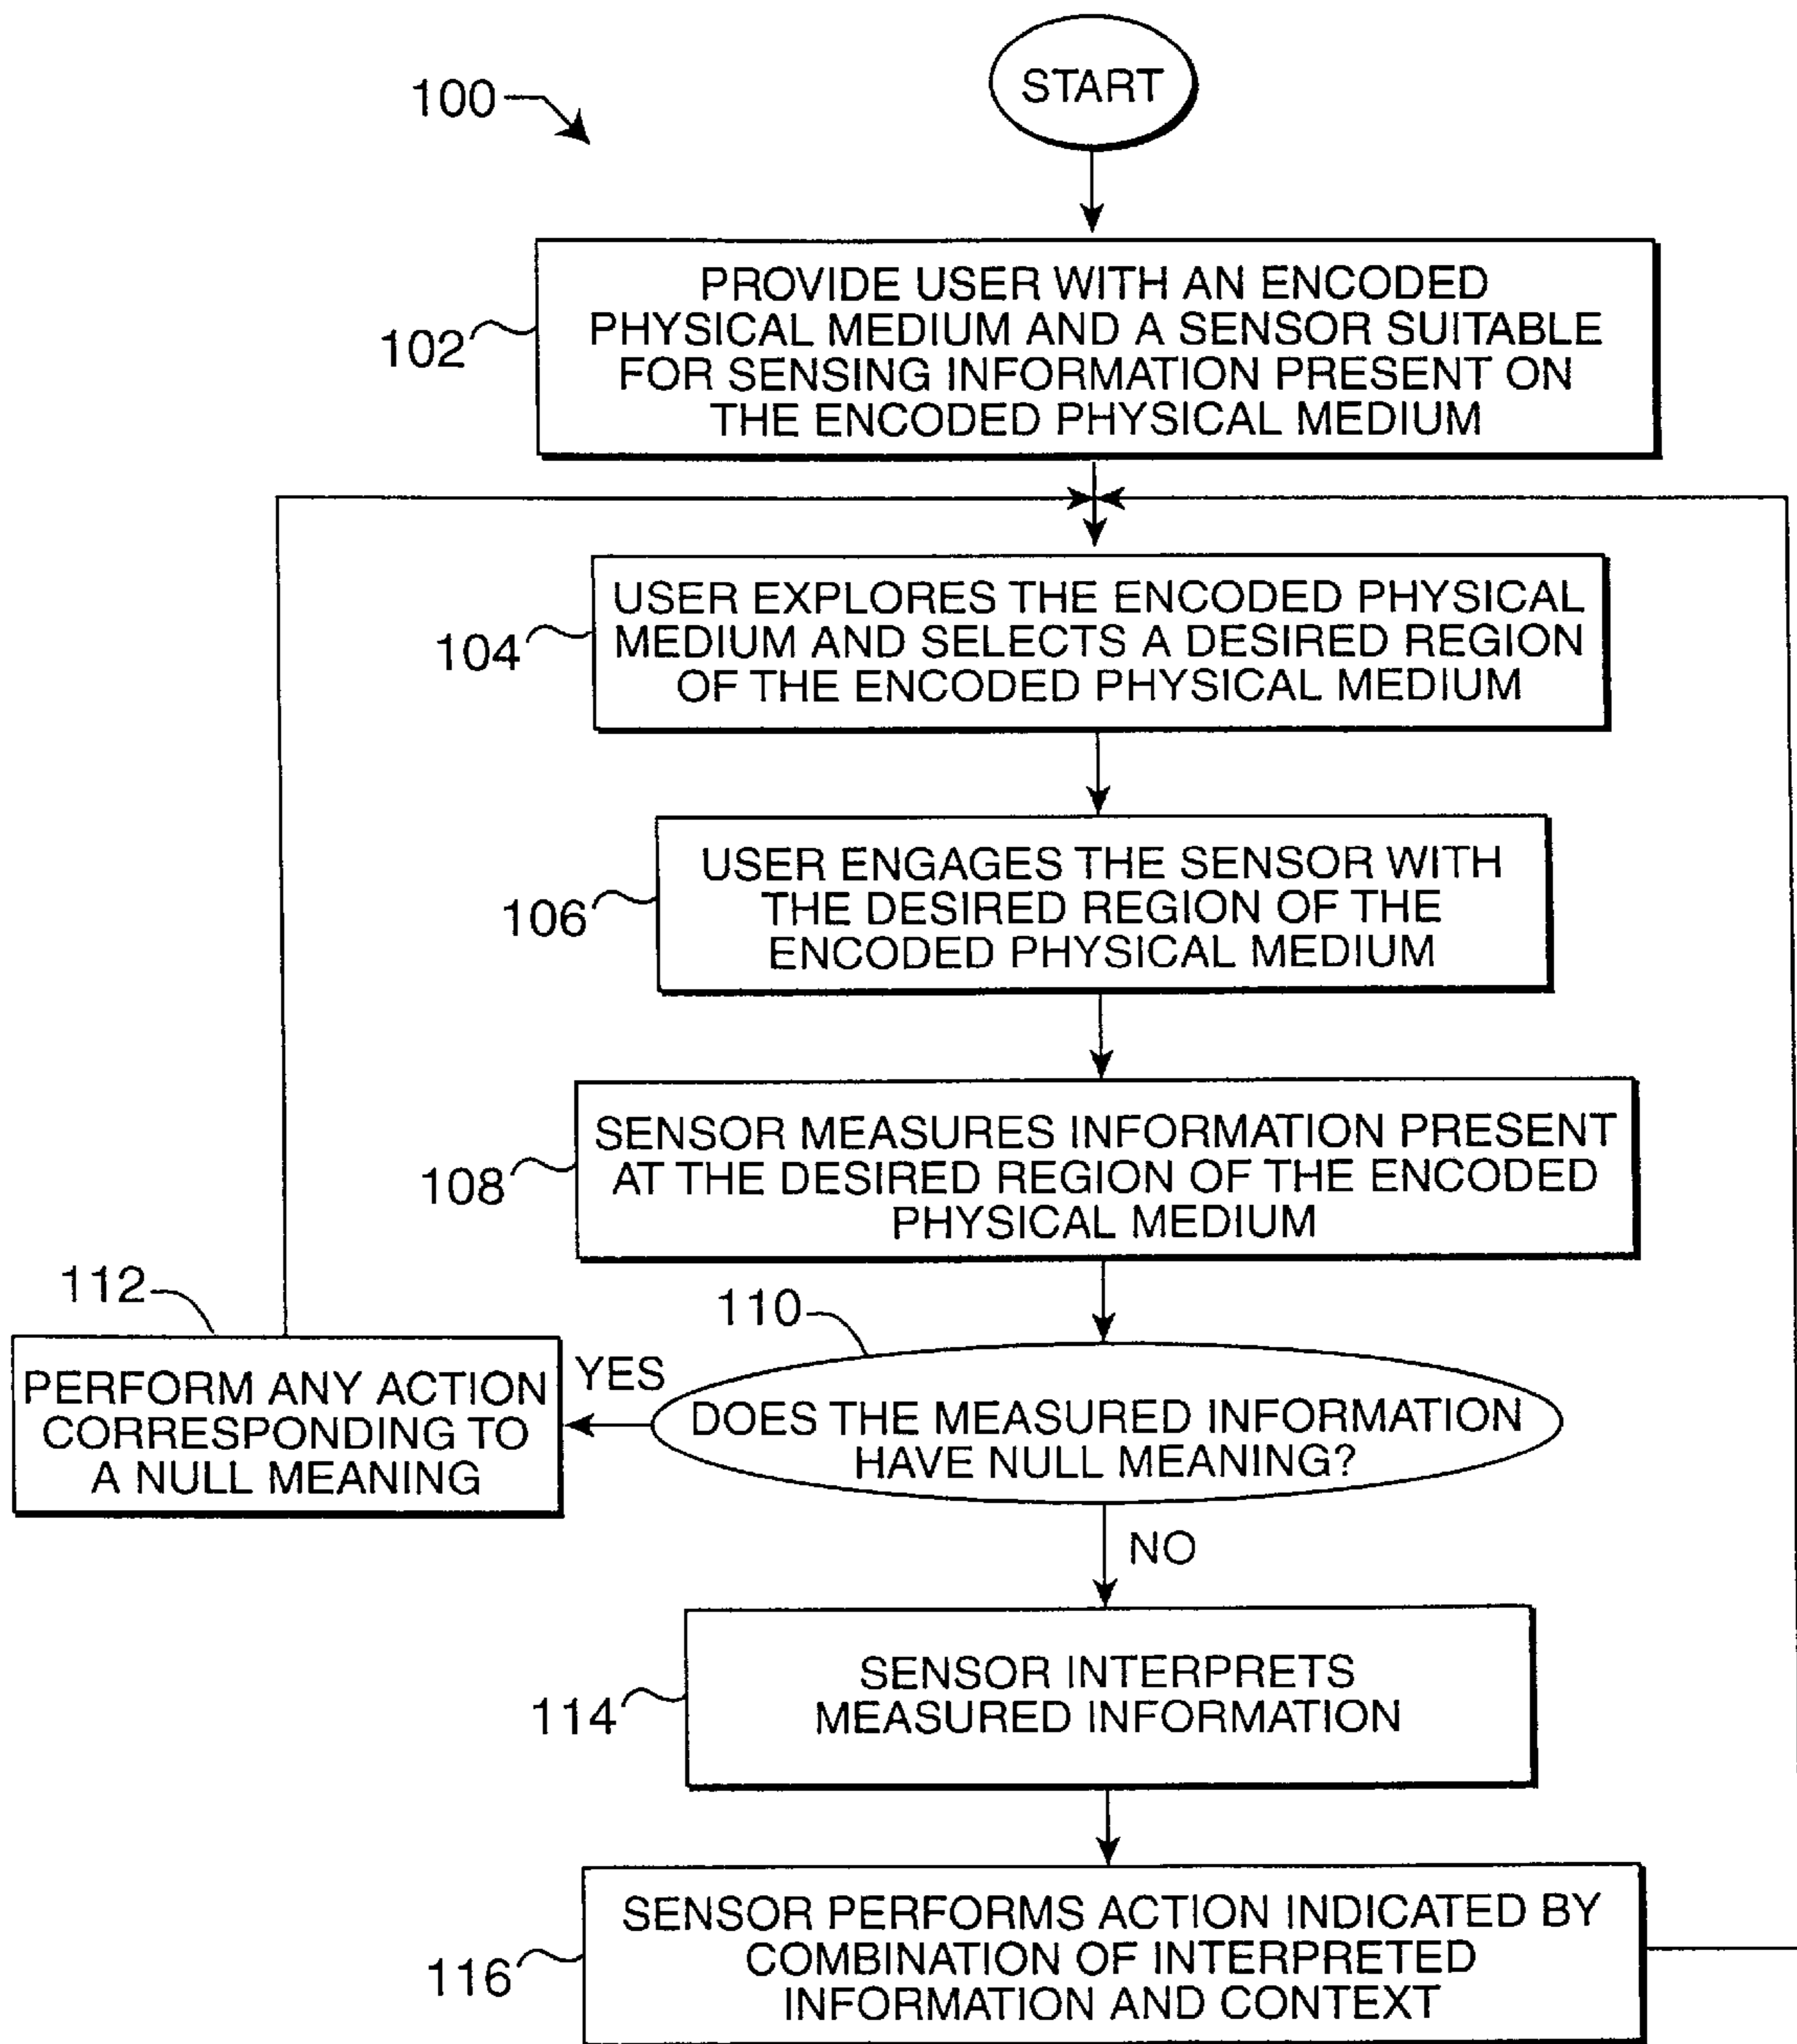 START
100
PROVIDE USER WITH AN ENCODED
PHYSICAL MEDIUM AND A SENSOR SUITABLE
FOR SENSING INFORMATION PRESENT ON
THE ENCODED PHYSICAL MEDIUM
102
USER EXPLORES THE ENCODED PHYSICAL
MEDIUM AND SELECTS A DESIRED REGION
OF THE ENCODED PHYSICAL MEDIUM
104
USER ENGAGES THE SENSOR WITH
THE DESIRED REGION OF THE
ENCODED PHYSICAL MEDIUM
106
SENSOR MEASURES INFORMATION PRESENT
AT THE DESIRED REGION OF THE ENCODED
PHYSICAL MEDIUM
108
112
110
PERFORM ANY ACTION
CORRESPONDING TO
A NULL MEANING
YES
DOES THE MEASURED INFORMATION
HAVE NULL MEANING?
NO
SENSOR INTERPRETS
MEASURED INFORMATION
114
SENSOR PERFORMS ACTION INDICATED BY
COMBINATION OF INTERPRETED
INFORMATION AND CONTEXT
116